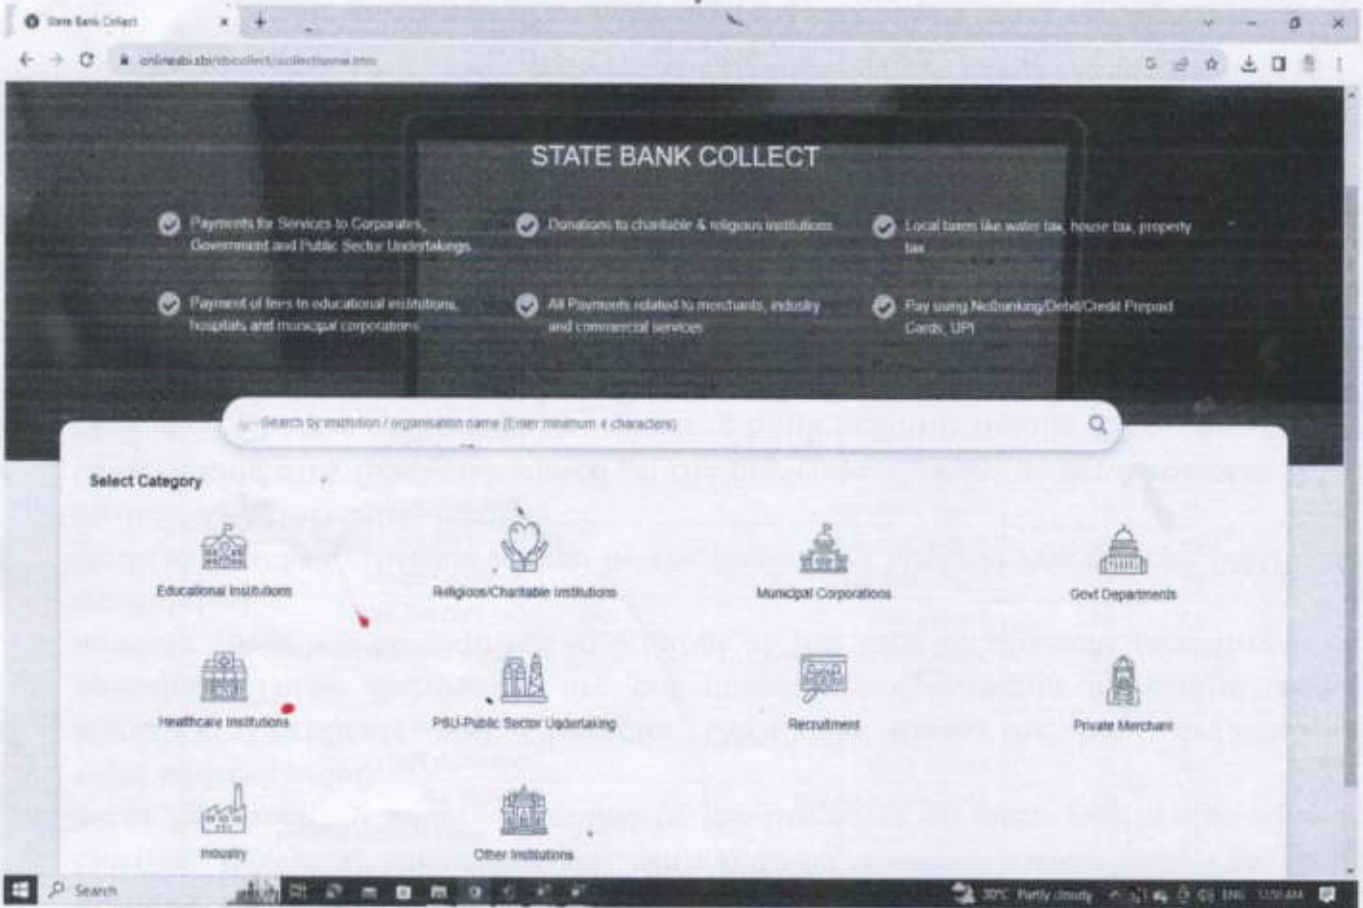 State Bank Collect
STATE BANK COLLECT
Payments for Services to Corporates,
Government and Public Sector Undertakings
Donations to charitable & religious institutions
Local taxes like water tax, house tax, property
tax
Payment of fees to educational institutions,
hospitals and municipal corporations
All Payments related to merchants, industry
and commercial services
Pay using Netbanking/Debit/Credit Prepaid
Cards, UPI
Search by institution / organisation name (Enter minimum 4 characters)
Select Category
Educational Institutions
Religious/Charitable Institutions
Municipal Corporations
Govt Departments
Healthcare Institutions
PSU-Public Sector Undertaking
Recruitment
Private Merchant
Industry
Other Institutions
Search
30°C Partly cloudy
ENG